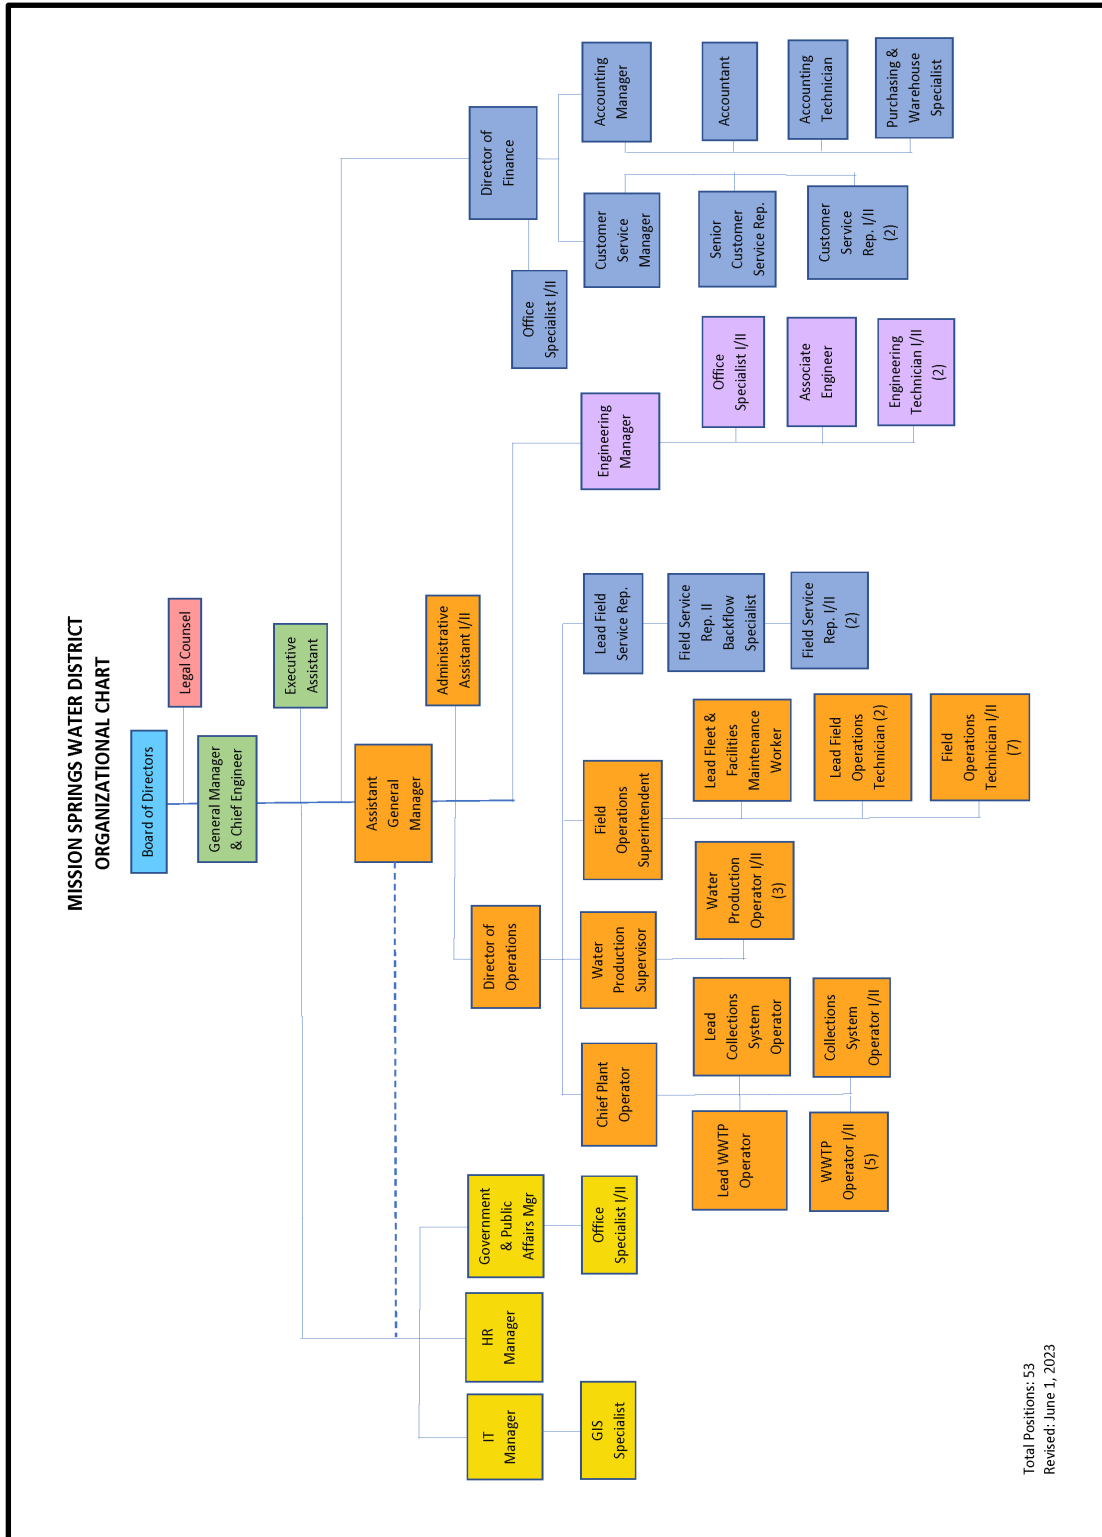 MISSION SPRINGS WATER DISTRICT
ORGANIZATIONAL CHART
Board of Directors
Legal Counsel
General Manager
& Chief Engineer
Executive
Assistant
Assistant
General
Manager
Administrative
Assistant I/II
IT
Manager
HR
Manager
Government
& Public
Affairs Mgr
Director of
Operations
Director of
Finance
Office
Specialist I/II
GIS
Specialist
Office
Specialist I/II
Chief Plant
Operator
Water
Production
Supervisor
Field
Operations
Superintendent
Lead Field
Service Rep.
Engineering
Manager
Customer
Service
Manager
Accounting
Manager
Lead WWTP
Operator
Lead
Collections
System
Operator
Water
Production
Operator I/II
(3)
Lead Fleet &
Facilities
Maintenance
Worker
Field Service
Rep. II
Backflow
Specialist
Office
Specialist I/II
Senior
Customer
Service Rep.
Accountant
WWTP
Operator I/II
(5)
Collections
System
Operator I/II
Lead Field
Operations
Technician (2)
Field Service
Rep. I/II
(2)
Associate
Engineer
Customer
Service
Rep. I/II
(2)
Accounting
Technician
Field
Operations
Technician I/II
(7)
Engineering
Technician I/II
(2)
Purchasing &
Warehouse
Specialist
Total Positions: 53
Revised: June 1, 2023